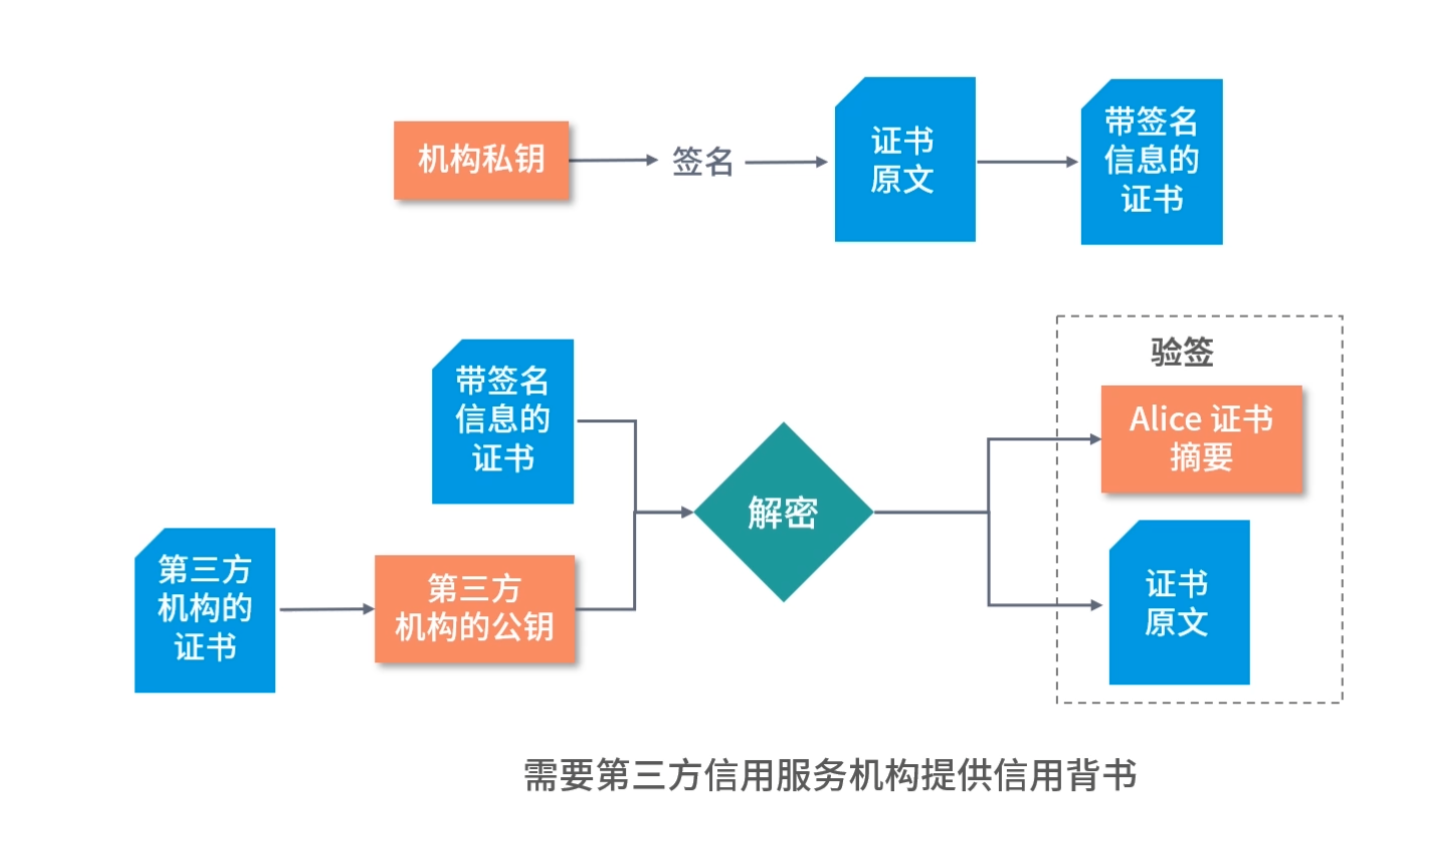 机构私钥
签名
证书
原文
带签名
信息的
证书
带签名
信息的
证书
第三方
机构的
证书
第三方
机构的公钥
解密
验签
Alice 证书
摘要
证书
原文
需要第三方信用服务机构提供信用背书